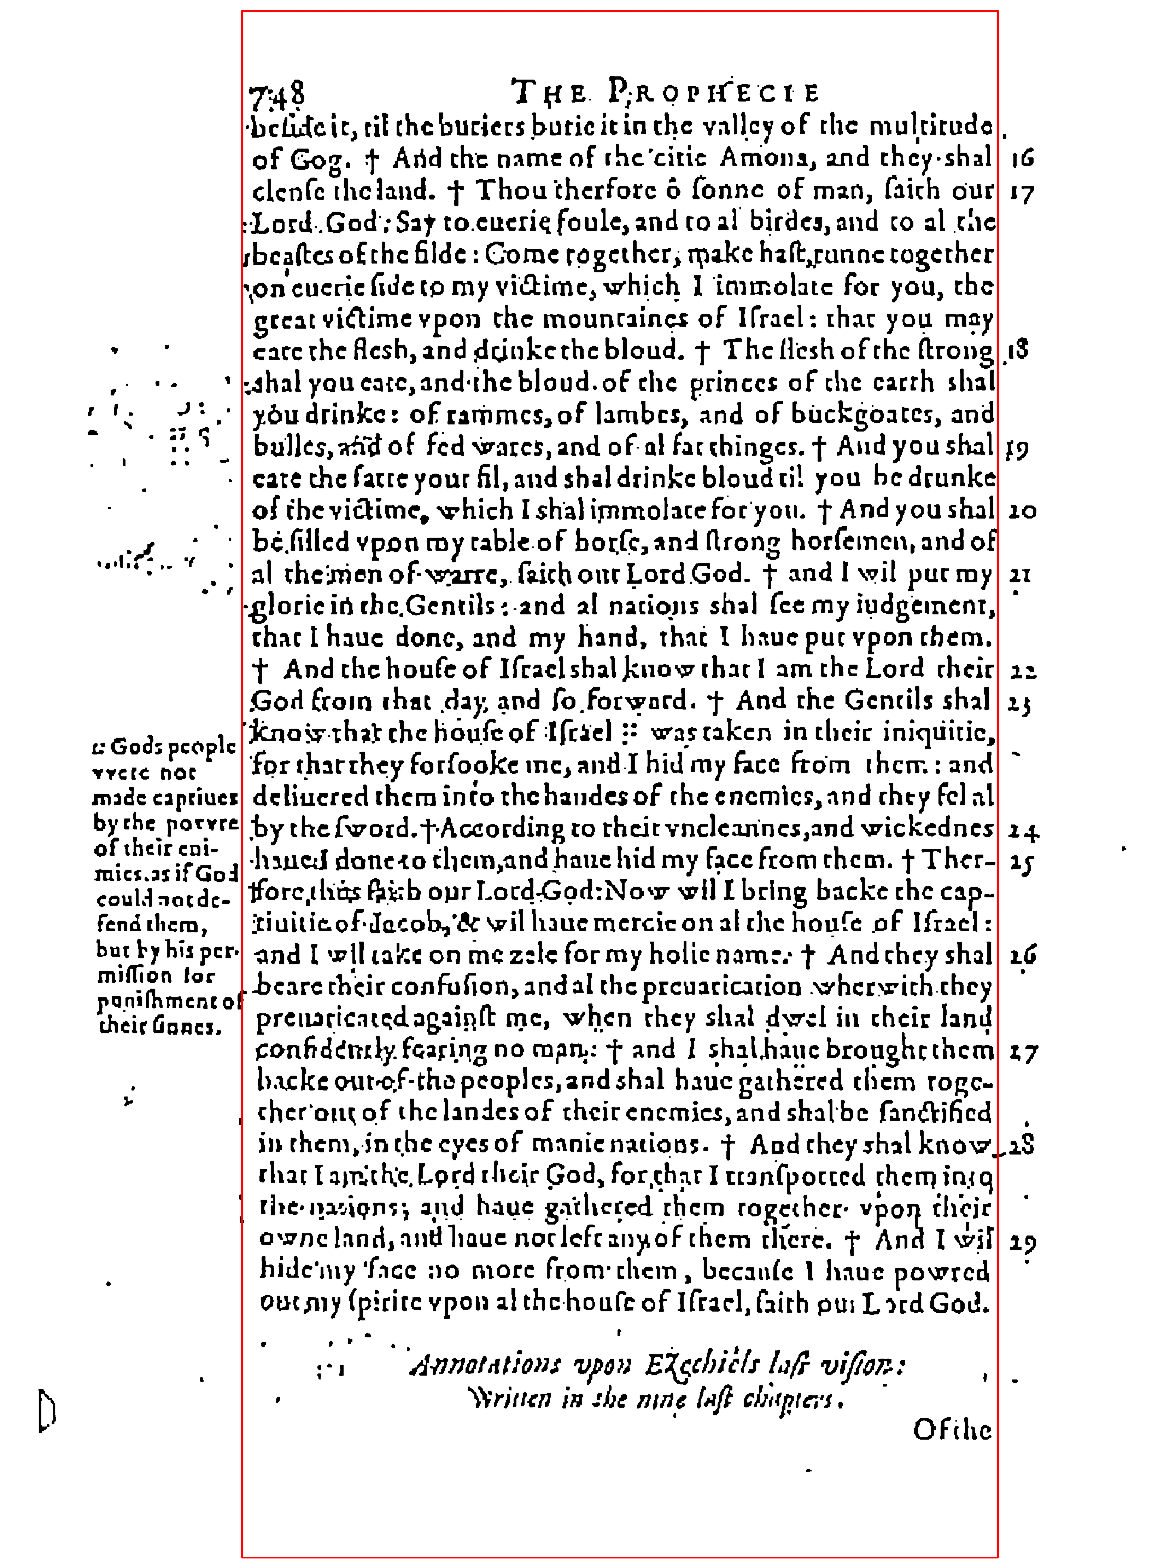 748 THE PROPHECIE
beside it, til the buriers burie it in the valley of the multitude
of Gog. † And the name of the citie Amona, and they shal 16
clenſe the land. † Thou therfore ô ſonne of man, ſaith our 17
Lord God: Say to euerie foule, and to al birdes, and to al the
beaſtes of the filde: Come together, make haſt, runne together
on euerie ſide to my victime, which I immolate for you, the
great victime vpon the mountaines of Iſrael: that you may
eate the fleſh, and drinke the bloud. † The fleſh of the ſtrong 18
shal you eate, and the bloud of the princes of the earth shal
you drinke: of rammes, of lambes, and of buckgoates, and
bulles, and of fed wares, and of al fat thinges. † And you shal 19
eate the fatte your fil, and shal drinke bloud til you be drunke
of the victime, which I shal immolate for you. † And you shal 20
be filled vpon my table of horſe, and ſtrong horſemen, and of
al the men of warre, ſaith our Lord God. † and I wil put my 21
glorie in the Gentils: and al nations shal ſee my iudgement,
that I haue done, and my hand, that I haue put vpon them.
† And the houſe of Iſrael shal know that I am the Lord their 22
God from that day, and ſo forward. † And the Gentils shal 23
know that the houſe of Iſrael :: was taken in their iniquitie,
for that they forſooke me, and I hid my face from them: and
deliuered them into the handes of the enemies, and they fel al
by the ſword. † According to their vncleannes, and wickednes 24
haue I done to them, and haue hid my face from them. † Ther- 25
fore, thus ſaith our Lord God: Now wil I bring backe the cap-
tiuitie of Jacob, & wil haue mercie on al the houſe of Iſrael:
and I wil take on me zele for my holie name. † And they shal 26
beare their confuſion, and al the preuarication wherwith they
preuaricated againſt me, when they shal dwel in their land
confidently fearing no man: † and I shal haue brought them 27
backe out of the peoples, and shal haue gathered them toge-
ther out of the landes of their enemies, and shal be ſanctified
in them, in the eyes of manie nations. † And they shal know 28
that I am the Lord their God, for that I tranſported them into
the nations; and haue gathered them together vpon their
owne land, and haue not left any of them there. † And I wil 29
hide my face no more from them, becauſe I haue powred
out my ſpirite vpon al the houſe of Iſrael, ſaith our Lord God.
:: Gods people
vvere not
made captiues
by the povvre
of their eni-
mies, as if God
could not de-
fend them,
but by his per-
miſſion for
puniſhment of
their ſinnes.
Annotations vpon Ezechiels laſt viſion:
Written in the nine laſt chapters.
Of the